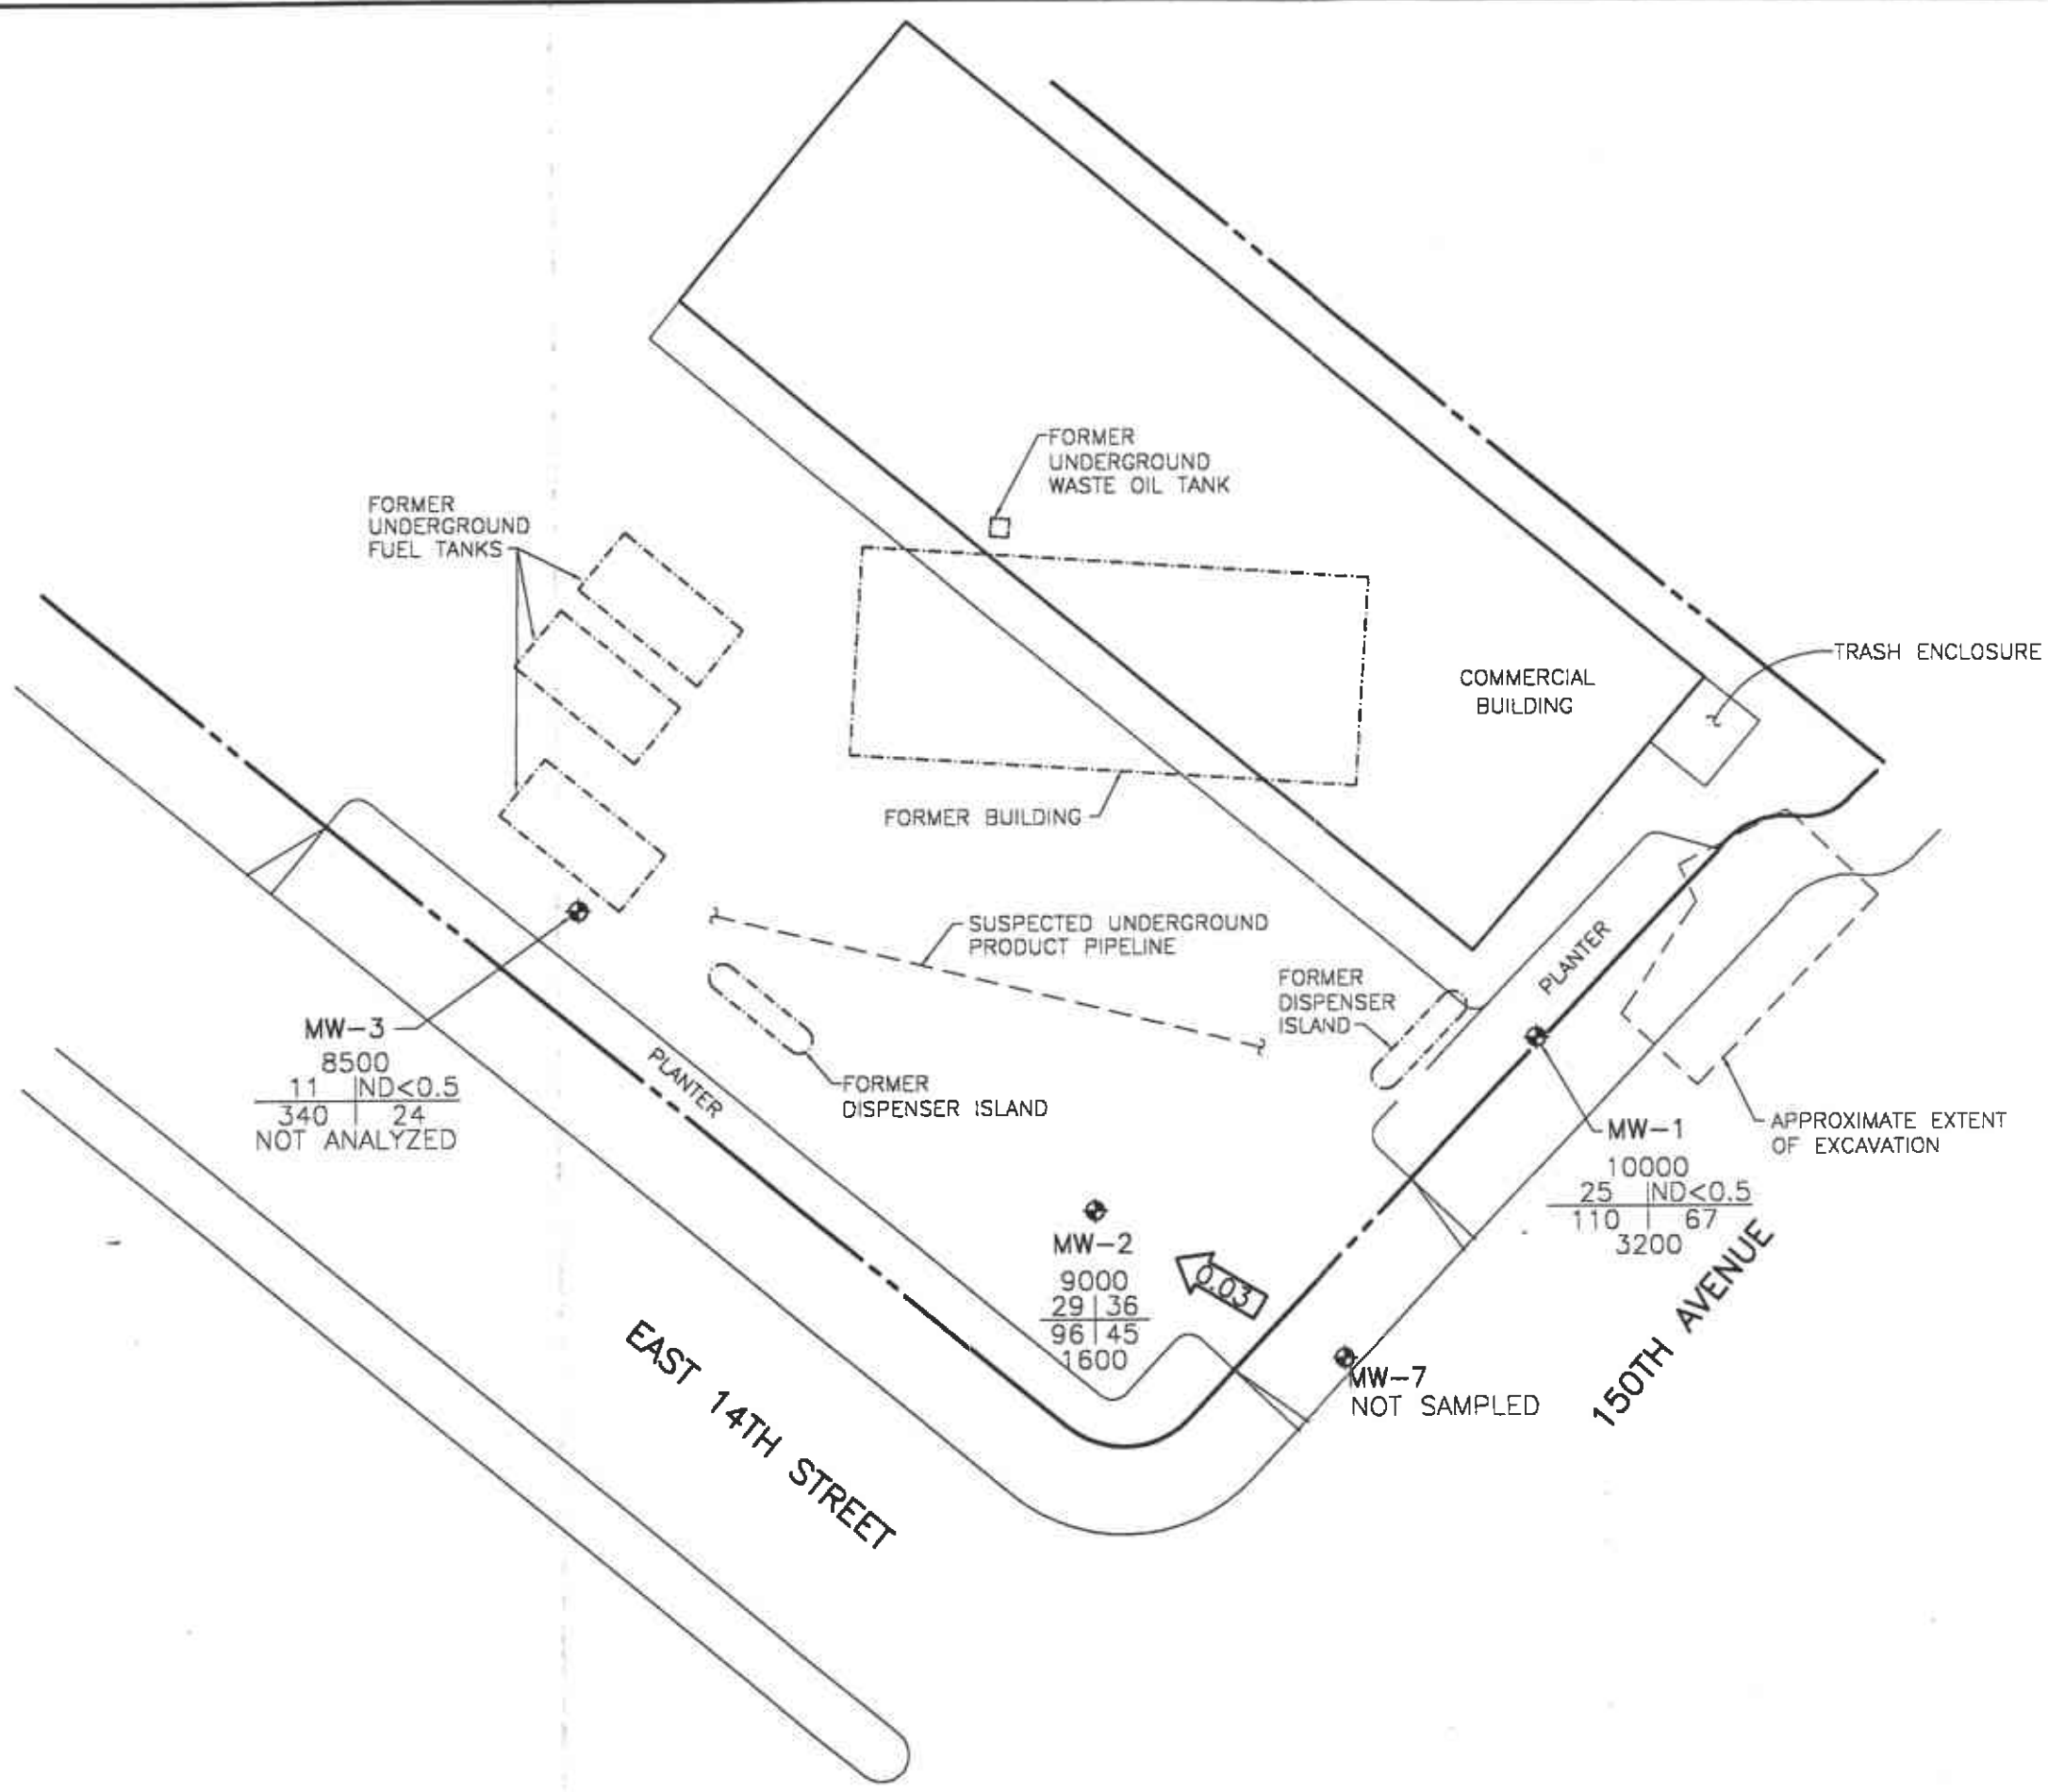 FORMER
UNDERGROUND
WASTE OIL TANK
FORMER
UNDERGROUND
FUEL TANKS
TRASH ENCLOSURE
COMMERCIAL
BUILDING
FORMER BUILDING
SUSPECTED UNDERGROUND
PRODUCT PIPELINE
PLANTER
FORMER
DISPENSER
ISLAND
MW-3
8500
11 | ND<0.5
340 | 24
NOT ANALYZED
PLANTER
FORMER
DISPENSER ISLAND
MW-1
10000
25 | ND<0.5
110 | 67
3200
APPROXIMATE EXTENT
OF EXCAVATION
MW-2
9000
29 | 36
96 | 45
1600
0.03
MW-7
NOT SAMPLED
EAST 14TH STREET
150TH AVENUE